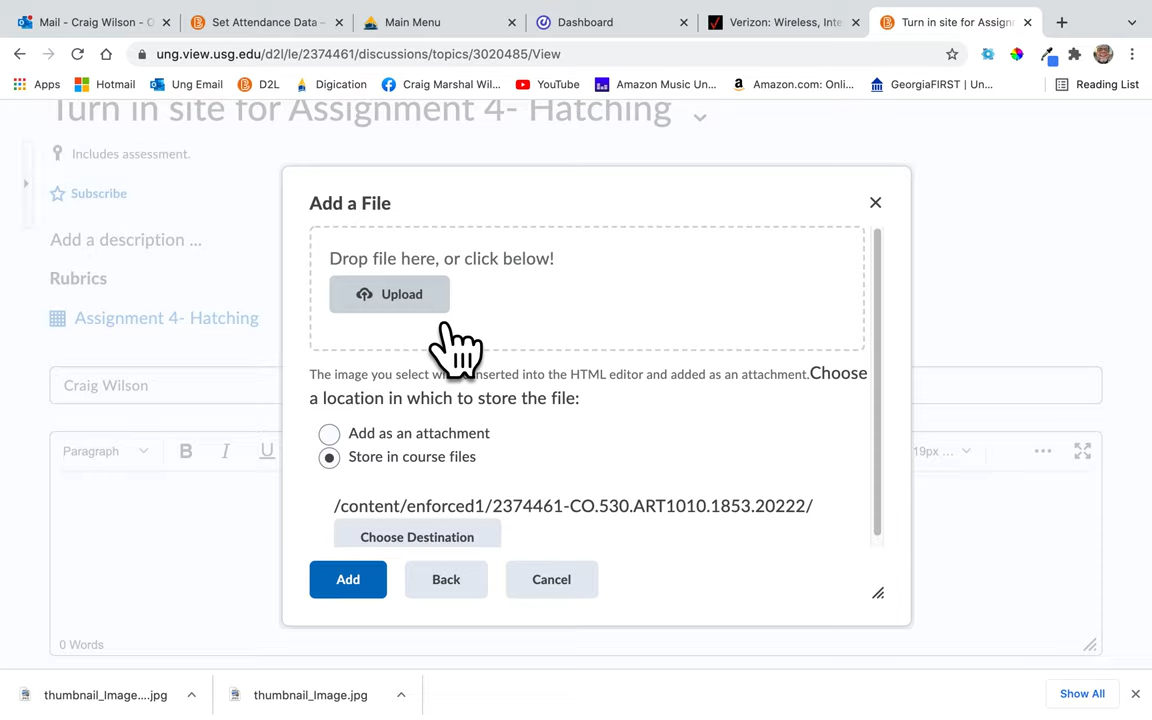 Mail - Craig Wilson - O
Set Attendance Data –
Main Menu
Dashboard
Verizon: Wireless, Inte
Turn in site for Assignm
ung.view.usg.edu/d2l/le/2374461/discussions/topics/3020485/View
Apps
Hotmail
Ung Email
D2L
Digication
Craig Marshal Wil...
YouTube
Amazon Music Un...
Amazon.com: Onli...
GeorgiaFIRST | Un...
Reading List
Turn in site for Assignment 4- Hatching
Includes assessment.
Subscribe
Add a description ...
Rubrics
Assignment 4- Hatching
Craig Wilson
Paragraph
B I U
19px ...
0 Words
Add a File
Drop file here, or click below!
Upload
The image you select inserted into the HTML editor and added as an attachment.Choose
a location in which to store the file:
Add as an attachment
Store in course files
/content/enforced1/2374461-CO.530.ART1010.1853.20222/
Choose Destination
Add
Back
Cancel
thumbnail_Image....jpg
thumbnail_Image.jpg
Show All